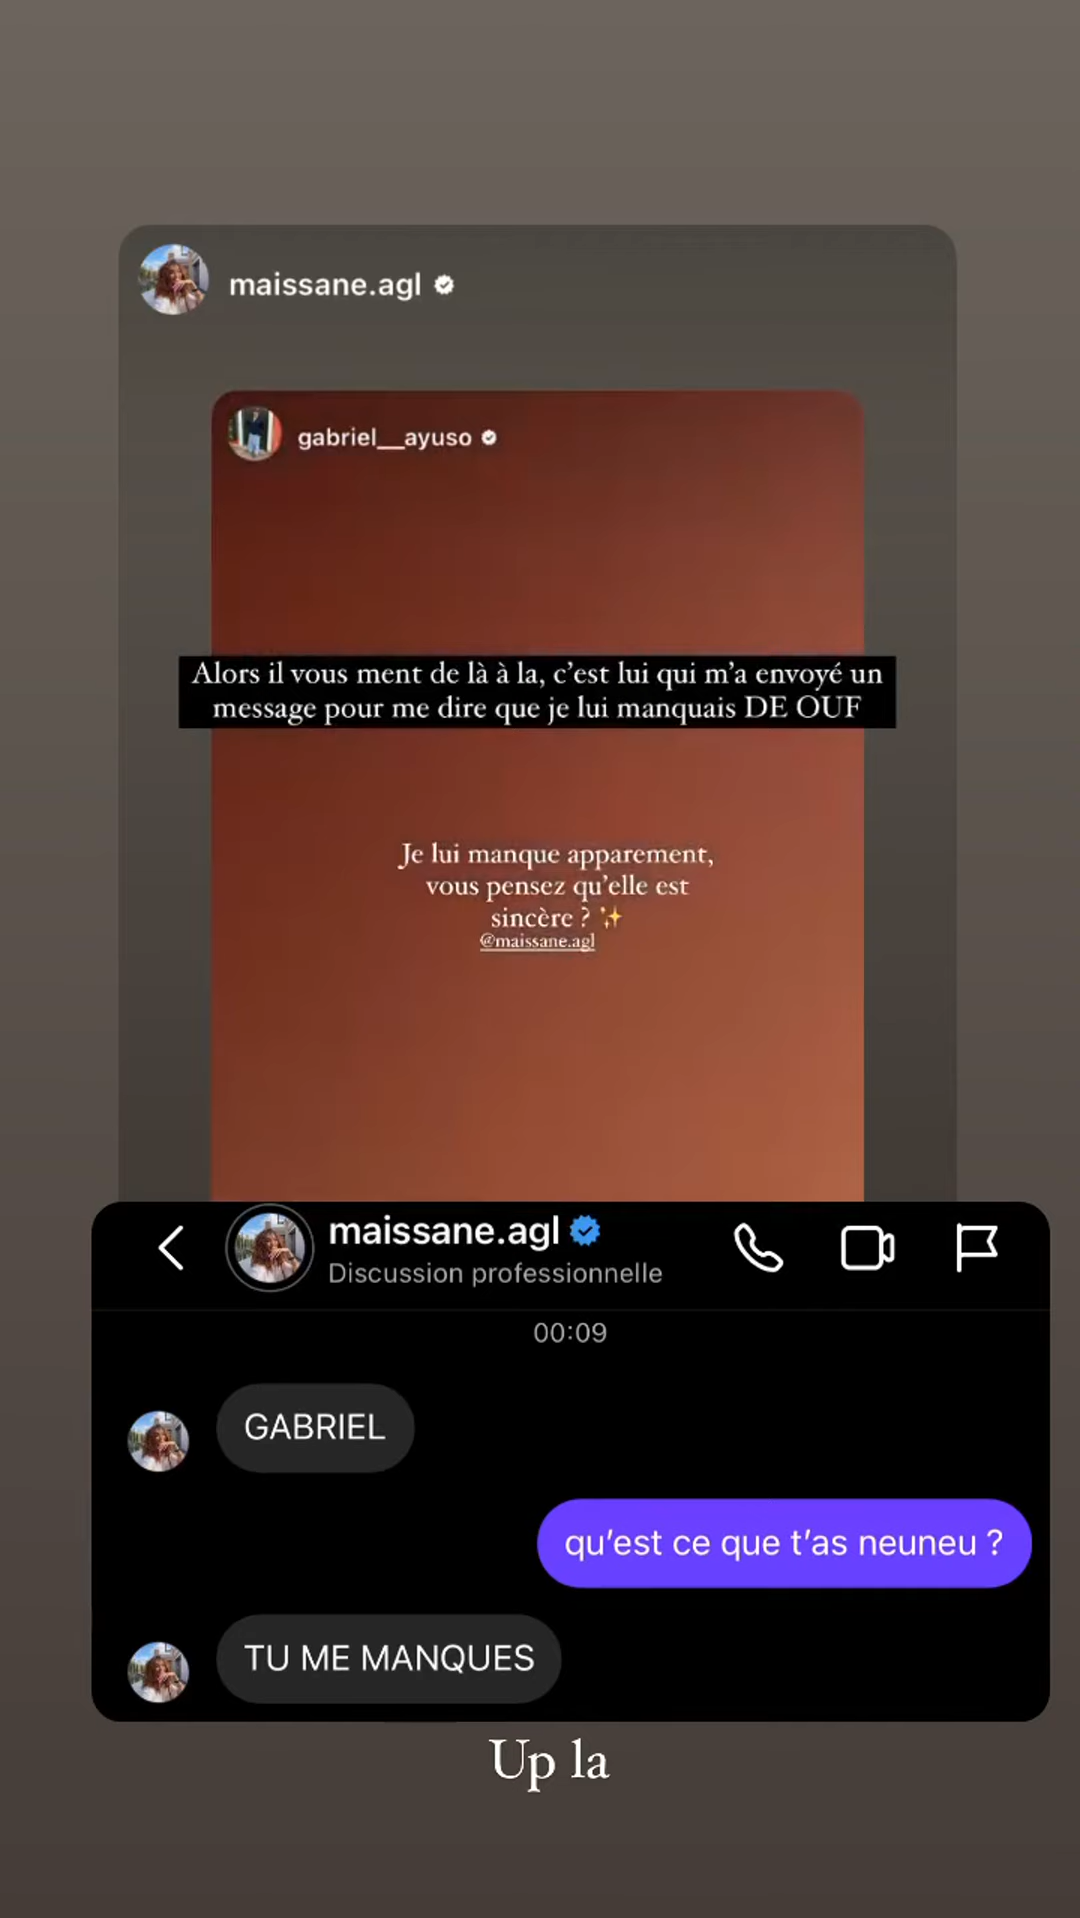 maissane.agl
gabriel__ayuso
Alors il vous ment de là à la, c’est lui qui m’a envoyé un
message pour me dire que je lui manquais DE OUF
Je lui manque apparement,
vous pensez qu’elle est
sincère ? ✨
@maissane.agl
maissane.agl
Discussion professionnelle
00:09
GABRIEL
qu’est ce que t’as neuneu ?
TU ME MANQUES
Up la